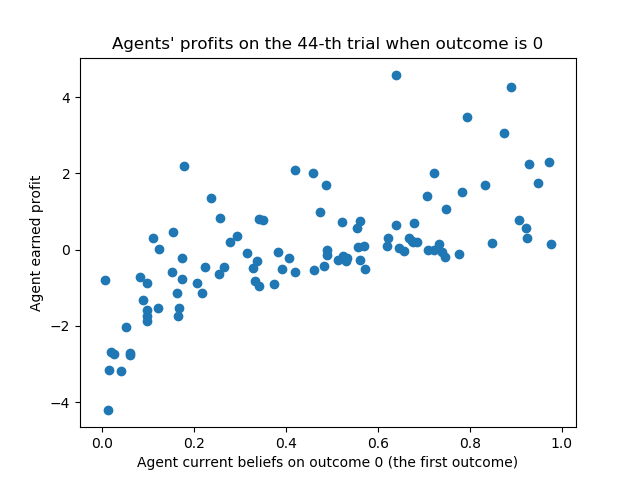 Agents' profits on the 44-th trial when outcome is 0
4
2
0
−2
−4
Agent earned profit
0.0 0.2 0.4 0.6 0.8 1.0
Agent current beliefs on outcome 0 (the first outcome)